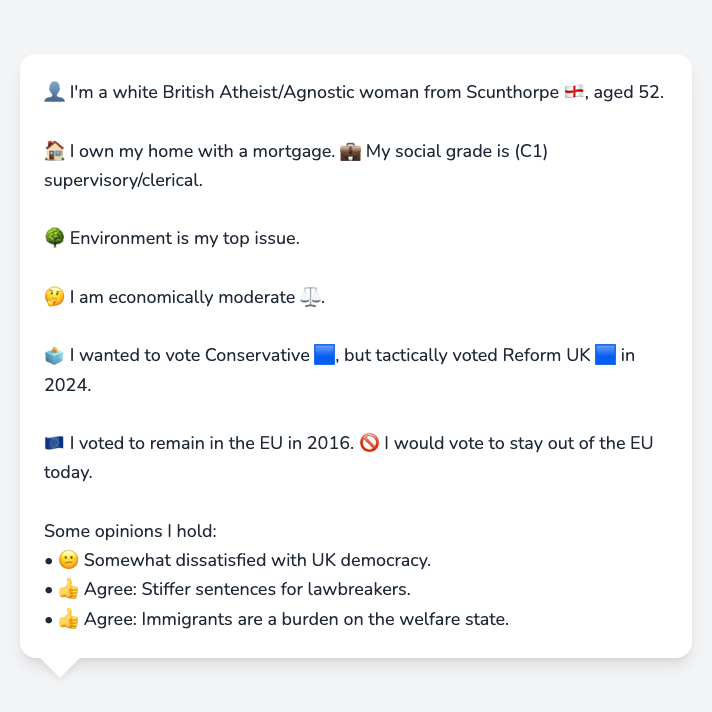 👤 I'm a white British Atheist/Agnostic woman from Scunthorpe 🏴󠁧󠁢󠁥󠁮󠁧󠁿, aged 52.
🏠 I own my home with a mortgage. 💼 My social grade is (C1)
supervisory/clerical.
🌳 Environment is my top issue.
🤔 I am economically moderate ⚖️.
🗳️ I wanted to vote Conservative 🟦, but tactically voted Reform UK 🟦 in
2024.
🇪🇺 I voted to remain in the EU in 2016. 🚫 I would vote to stay out of the EU
today.
Some opinions I hold:
• 🙁 Somewhat dissatisfied with UK democracy.
• 👍 Agree: Stiffer sentences for lawbreakers.
• 👍 Agree: Immigrants are a burden on the welfare state.